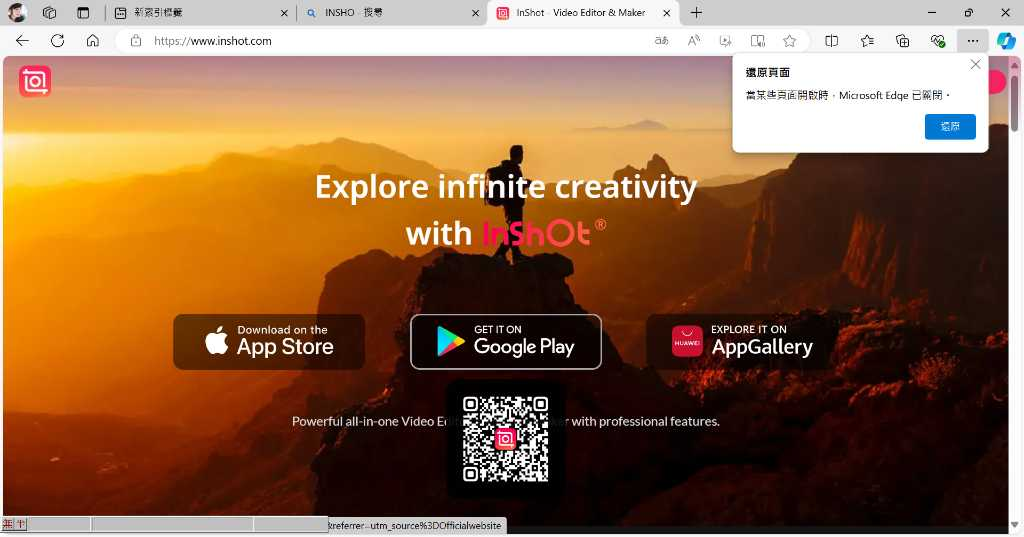 新索引標籤
INSHO - 搜尋
InShot - Video Editor & Maker
https://www.inshot.com
還原頁面
當某些頁面開啟時，Microsoft Edge 已關閉。
還原
Explore infinite creativity
with InShOt®
Download on the
App Store
GET IT ON
Google Play
EXPLORE IT ON
HUAWEI
AppGallery
Powerful all-in-one Video with professional features.
無 半
&referrer=utm_source%3DOfficialwebsite